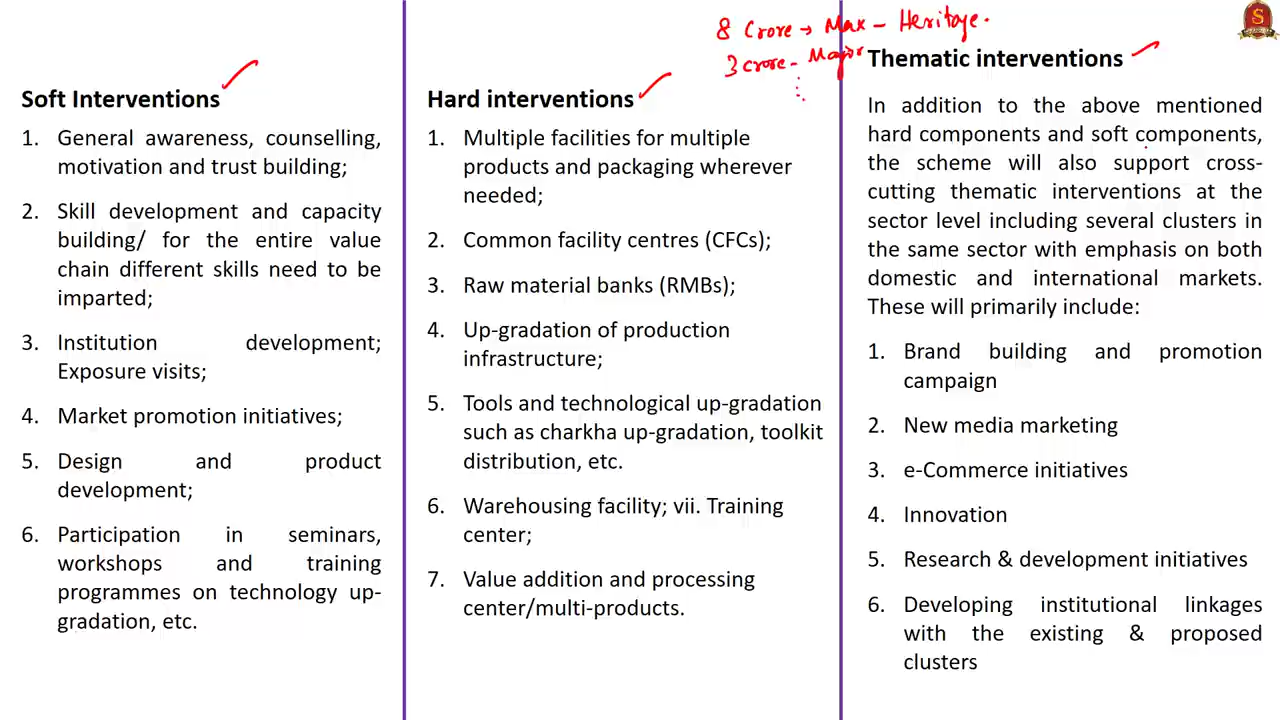 8 Crore → Max - Heritage.
3 crore - Major
Soft Interventions
1. General awareness, counselling,
motivation and trust building;
2. Skill development and capacity
building/ for the entire value
chain different skills need to be
imparted;
3. Institution development;
Exposure visits;
4. Market promotion initiatives;
5. Design and product
development;
6. Participation in seminars,
workshops and training
programmes on technology up-
gradation, etc.
Hard interventions
1. Multiple facilities for multiple
products and packaging wherever
needed;
2. Common facility centres (CFCs);
3. Raw material banks (RMBs);
4. Up-gradation of production
infrastructure;
5. Tools and technological up-gradation
such as charkha up-gradation, toolkit
distribution, etc.
6. Warehousing facility; vii. Training
center;
7. Value addition and processing
center/multi-products.
Thematic interventions
In addition to the above mentioned
hard components and soft components,
the scheme will also support cross-
cutting thematic interventions at the
sector level including several clusters in
the same sector with emphasis on both
domestic and international markets.
These will primarily include:
1. Brand building and promotion
campaign
2. New media marketing
3. e-Commerce initiatives
4. Innovation
5. Research & development initiatives
6. Developing institutional linkages
with the existing & proposed
clusters
S